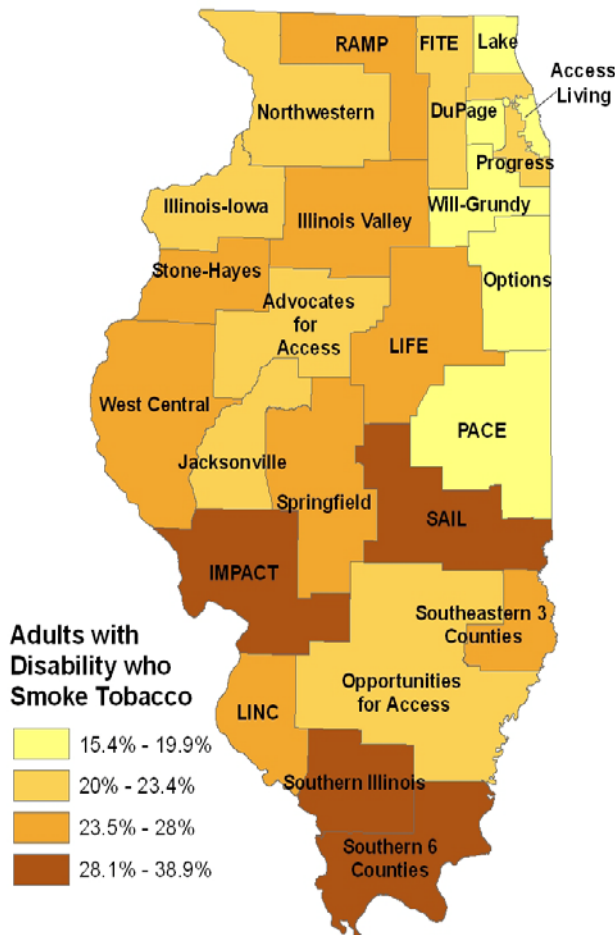 RAMP
FITE
Lake
Access
Living
Northwestern
DuPage
Progress
Illinois-Iowa
Will-Grundy
Illinois Valley
Stone-Hayes
Options
Advocates
for
Access
LIFE
West Central
PACE
Jacksonville
Springfield
SAIL
IMPACT
Southeastern 3
Counties
Adults with
Disability who
Smoke Tobacco
Opportunities
for Access
LINC
15.4% - 19.9%
20% - 23.4%
23.5% - 28%
28.1% - 38.9%
Southern Illinois
Southern 6
Counties